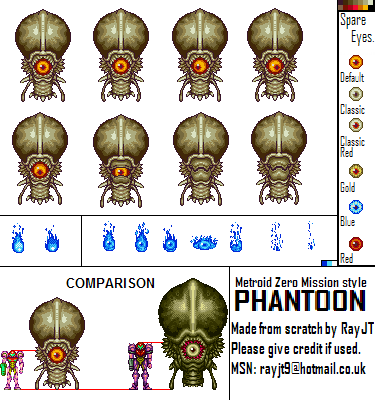 Spare
Eyes.
Default
Classic
Classic
Red
Gold
Blue
Red
COMPARISON
Metroid Zero Mission style
PHANTOON
Made from scratch by RayJT
Please give credit if used.
MSN: rayjt9@hotmail.co.uk